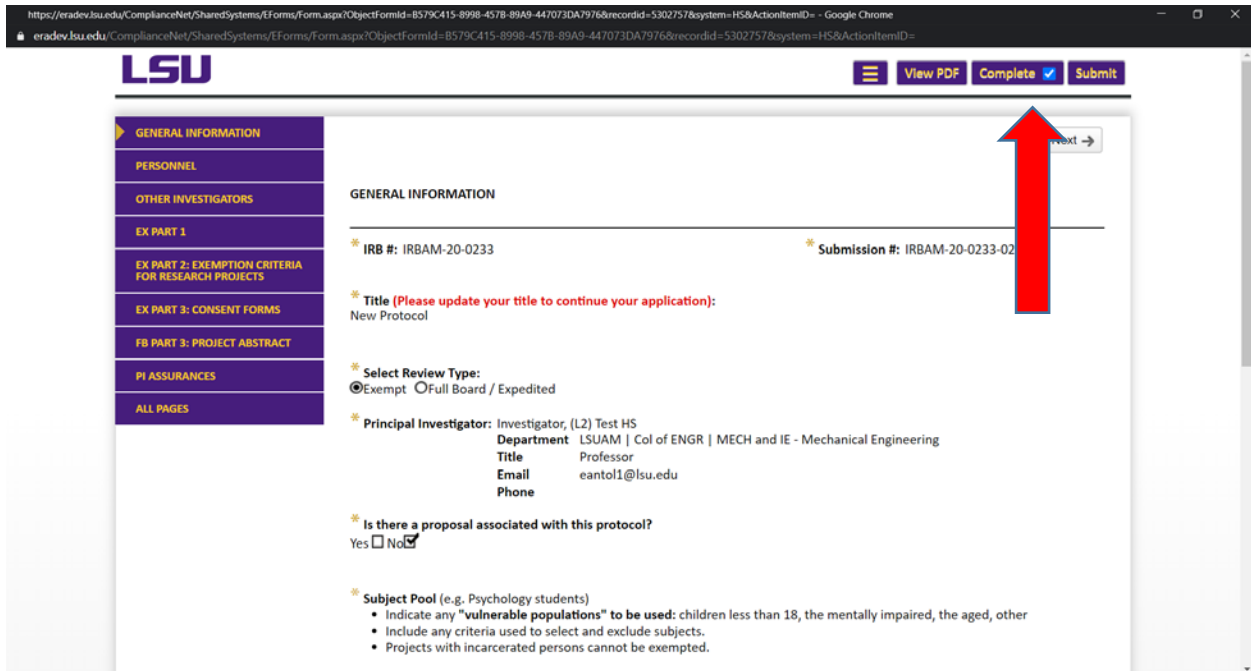 https://eradev.lsu.edu/ComplianceNet/SharedSystems/EForms/Form.aspx?ObjectFormId=B579C415-8998-457B-89A9-447073DA7976&recordid=5302757&system=HS&ActionItemID= - Google Chrome
eradev.lsu.edu/ComplianceNet/SharedSystems/EForms/Form.aspx?ObjectFormId=B579C415-8998-457B-89A9-447073DA7976&recordid=5302757&system=HS&ActionItemID=
LSU
View PDF Complete Submit
GENERAL INFORMATION
PERSONNEL
OTHER INVESTIGATORS
EX PART 1
EX PART 2: EXEMPTION CRITERIA
FOR RESEARCH PROJECTS
EX PART 3: CONSENT FORMS
FB PART 3: PROJECT ABSTRACT
PI ASSURANCES
ALL PAGES
Next →
GENERAL INFORMATION
* IRB #: IRBAM-20-0233 * Submission #: IRBAM-20-0233-02
* Title (Please update your title to continue your application):
New Protocol
* Select Review Type:
Exempt Full Board / Expedited
* Principal Investigator: Investigator, (L2) Test HS
Department LSUAM | Col of ENGR | MECH and IE - Mechanical Engineering
Title Professor
Email eantol1@lsu.edu
Phone
* Is there a proposal associated with this protocol?
Yes No
* Subject Pool (e.g. Psychology students)
• Indicate any "vulnerable populations" to be used: children less than 18, the mentally impaired, the aged, other
• Include any criteria used to select and exclude subjects.
• Projects with incarcerated persons cannot be exempted.